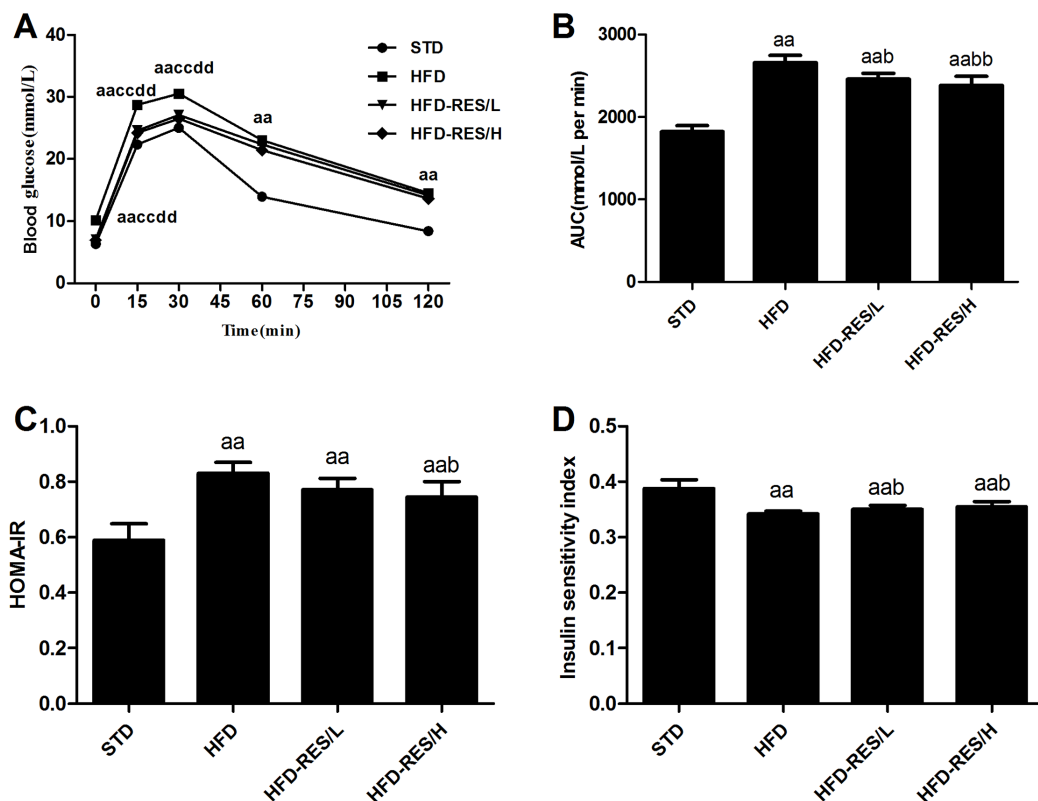 A
Blood glucose(mmol/L)
40
30
20
10
0
aaccdd
aaccdd
aaccdd
aa
aa
STD
HFD
HFD-RES/L
HFD-RES/H
0 15 30 45 60 75 90 105 120
Time(min)
B
AUC(mmol/L per min)
3000
2000
1000
0
aa
aab
aabb
STD
HFD
HFD-RES/L
HFD-RES/H
C
HOMA-IR
1.0
0.8
0.6
0.4
0.2
0.0
aa
aa
aab
STD
HFD
HFD-RES/L
HFD-RES/H
D
Insulin sensitivity index
0.5
0.4
0.3
0.2
0.1
0.0
aa
aab
aab
STD
HFD
HFD-RES/L
HFD-RES/H